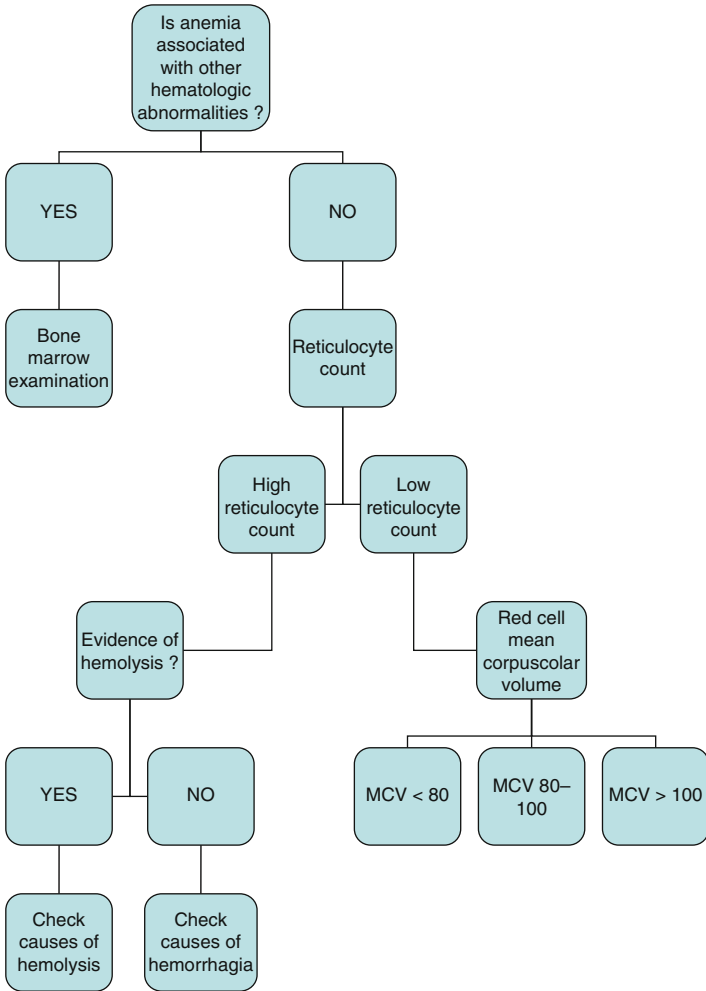 Is anemia
associated
with other
hematologic
abnormalities ?
YES
NO
Bone
marrow
examination
Reticulocyte
count
High
reticulocyte
count
Low
reticulocyte
count
Evidence of
hemolysis ?
Red cell
mean
corpuscolar
volume
YES
NO
MCV < 80
MCV 80–
100
MCV > 100
Check
causes of
hemolysis
Check
causes of
hemorrhagia